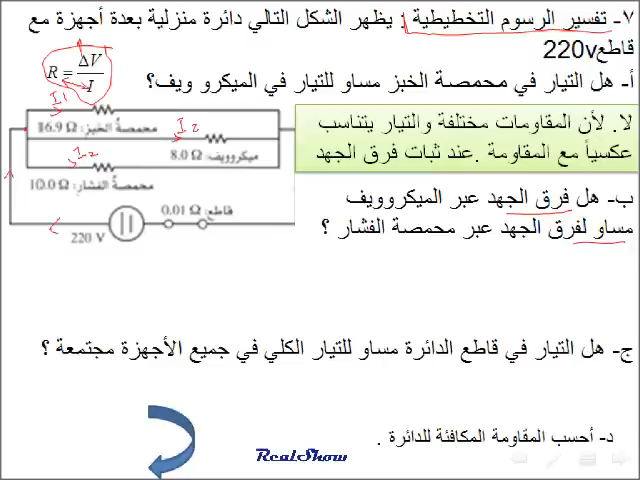 ٧- تفسير الرسوم التخطيطية : يظهر الشكل التالي دائرة منزلية بعدة أجهزة مع
قاطع220v
R = ΔV / I
أ- هل التيار في محمصة الخبز مساو للتيار في الميكرو ويف؟
I1
محمصةُ الخبز: 16.9 Ω
I2
ميكروويف: 8.0 Ω
I2
محمصة الفشار: 10.0 Ω
قاطع: 0.01 Ω
220 V
لا. لأن المقاومات مختلفة والتيار يتناسب
عكسياً مع المقاومة .عند ثبات فرق الجهد
ب- هل فرق الجهد عبر الميكروويف
مساو لفرق الجهد عبر محمصة الفشار ؟
ج- هل التيار في قاطع الدائرة مساو للتيار الكلي في جميع الأجهزة مجتمعة ؟
د- أحسب المقاومة المكافئة للدائرة .
RealShow